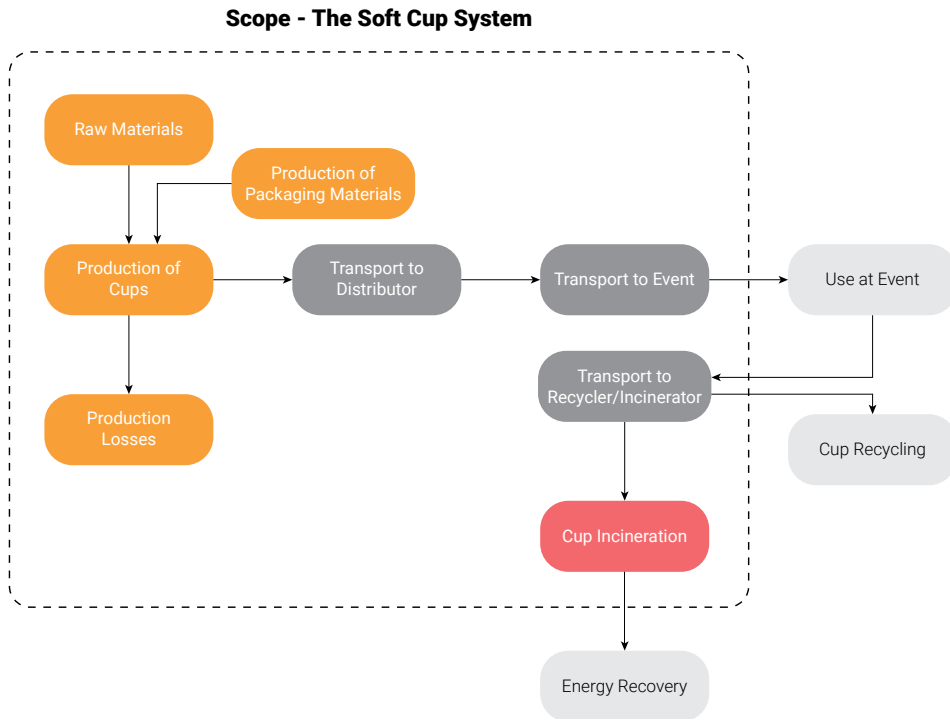 Scope - The Soft Cup System
Raw Materials
Production of
Packaging Materials
Production of
Cups
Transport to
Distributor
Transport to Event
Use at Event
Transport to
Recycler/Incinerator
Production
Losses
Cup Recycling
Cup Incineration
Energy Recovery